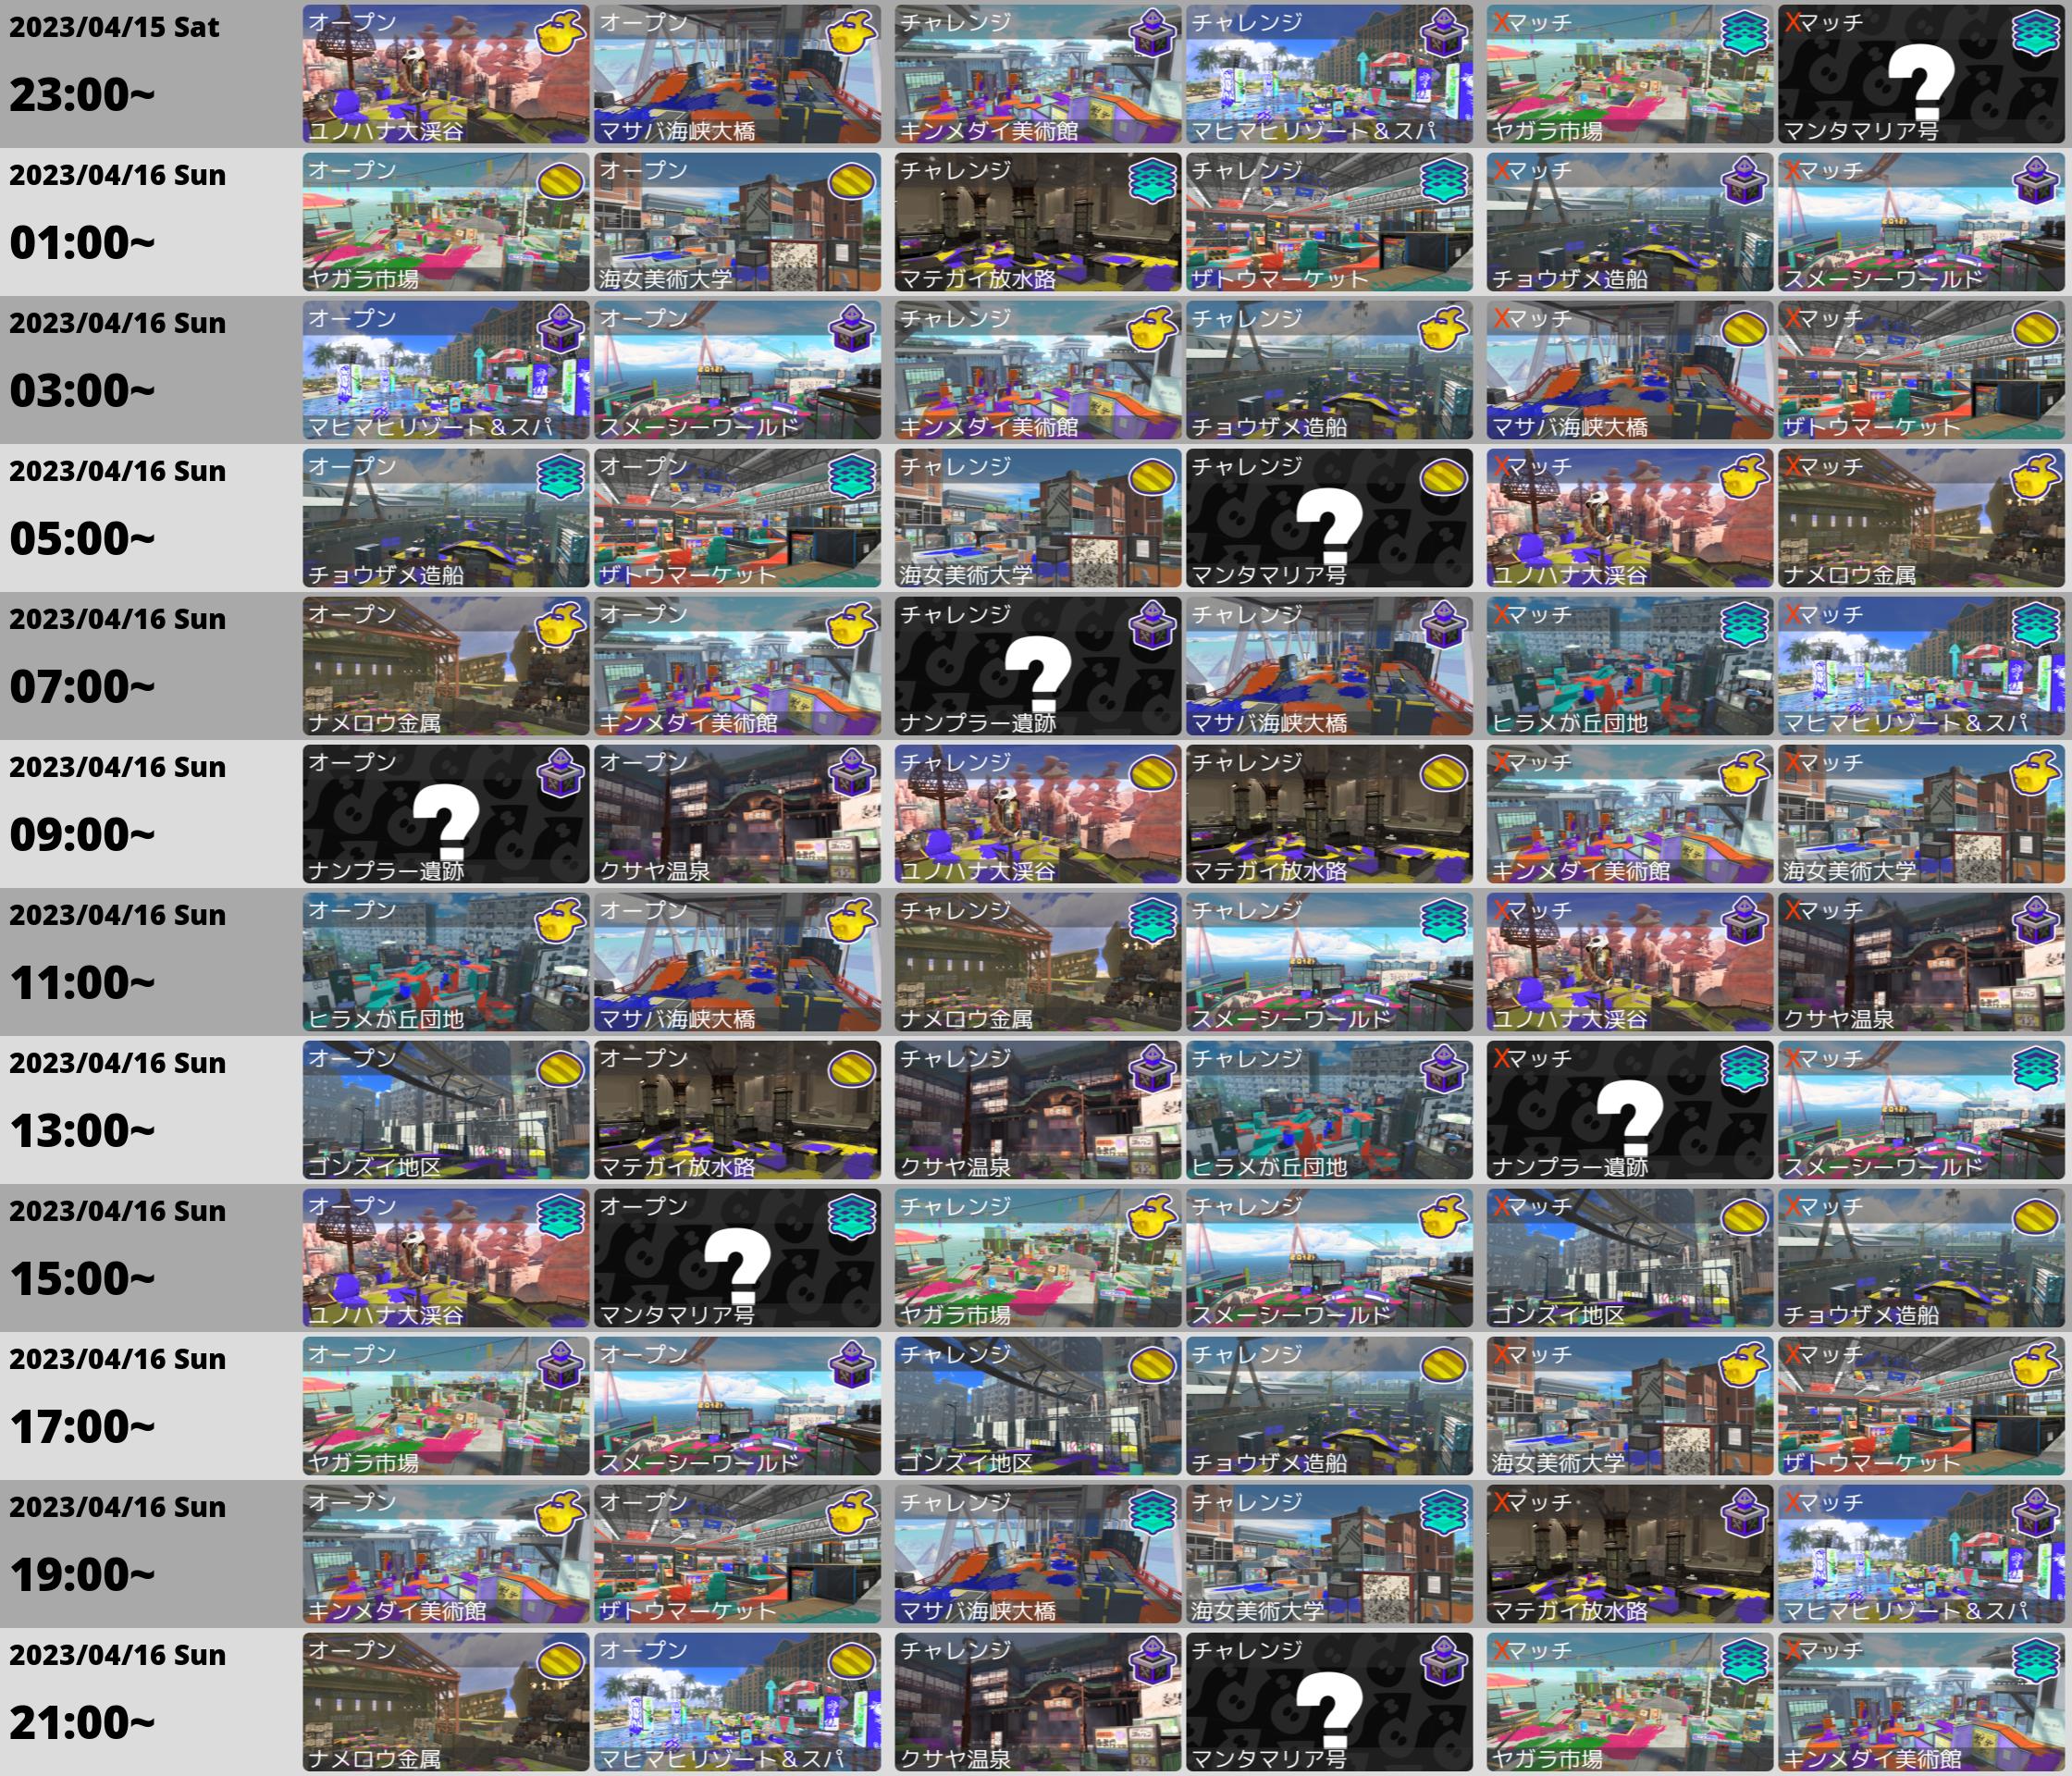 2023/04/15 Sat
23:00~
オープン オープン チャレンジ チャレンジ Xマッチ Xマッチ
ユノハナ大渓谷 マサバ海峡大橋 キンメダイ美術館 マヒマヒリゾート＆スパ ヤガラ市場 マンタマリア号
2023/04/16 Sun
01:00~
オープン オープン チャレンジ チャレンジ Xマッチ Xマッチ
ヤガラ市場 海女美術大学 マテガイ放水路 ザトウマーケット チョウザメ造船 スメーシーワールド
2023/04/16 Sun
03:00~
オープン オープン チャレンジ チャレンジ Xマッチ Xマッチ
マヒマヒリゾート＆スパ スメーシーワールド キンメダイ美術館 チョウザメ造船 マサバ海峡大橋 ザトウマーケット
2023/04/16 Sun
05:00~
オープン オープン チャレンジ チャレンジ Xマッチ Xマッチ
チョウザメ造船 ザトウマーケット 海女美術大学 マンタマリア号 ユノハナ大渓谷 ナメロウ金属
2023/04/16 Sun
07:00~
オープン オープン チャレンジ チャレンジ Xマッチ Xマッチ
ナメロウ金属 キンメダイ美術館 ナンプラー遺跡 マサバ海峡大橋 ヒラメが丘団地 マヒマヒリゾート＆スパ
2023/04/16 Sun
09:00~
オープン オープン チャレンジ チャレンジ Xマッチ Xマッチ
ナンプラー遺跡 クサヤ温泉 ユノハナ大渓谷 マテガイ放水路 キンメダイ美術館 海女美術大学
2023/04/16 Sun
11:00~
オープン オープン チャレンジ チャレンジ Xマッチ Xマッチ
ヒラメが丘団地 マサバ海峡大橋 ナメロウ金属 スメーシーワールド ユノハナ大渓谷 クサヤ温泉
2023/04/16 Sun
13:00~
オープン オープン チャレンジ チャレンジ Xマッチ Xマッチ
ゴンズイ地区 マテガイ放水路 クサヤ温泉 ヒラメが丘団地 ナンプラー遺跡 スメーシーワールド
2023/04/16 Sun
15:00~
オープン オープン チャレンジ チャレンジ Xマッチ Xマッチ
ユノハナ大渓谷 マンタマリア号 ヤガラ市場 スメーシーワールド ゴンズイ地区 チョウザメ造船
2023/04/16 Sun
17:00~
オープン オープン チャレンジ チャレンジ Xマッチ Xマッチ
ヤガラ市場 スメーシーワールド ゴンズイ地区 チョウザメ造船 海女美術大学 ザトウマーケット
2023/04/16 Sun
19:00~
オープン オープン チャレンジ チャレンジ Xマッチ Xマッチ
キンメダイ美術館 ザトウマーケット マサバ海峡大橋 海女美術大学 マテガイ放水路 マヒマヒリゾート＆スパ
2023/04/16 Sun
21:00~
オープン オープン チャレンジ チャレンジ Xマッチ Xマッチ
ナメロウ金属 マヒマヒリゾート＆スパ クサヤ温泉 マンタマリア号 ヤガラ市場 キンメダイ美術館